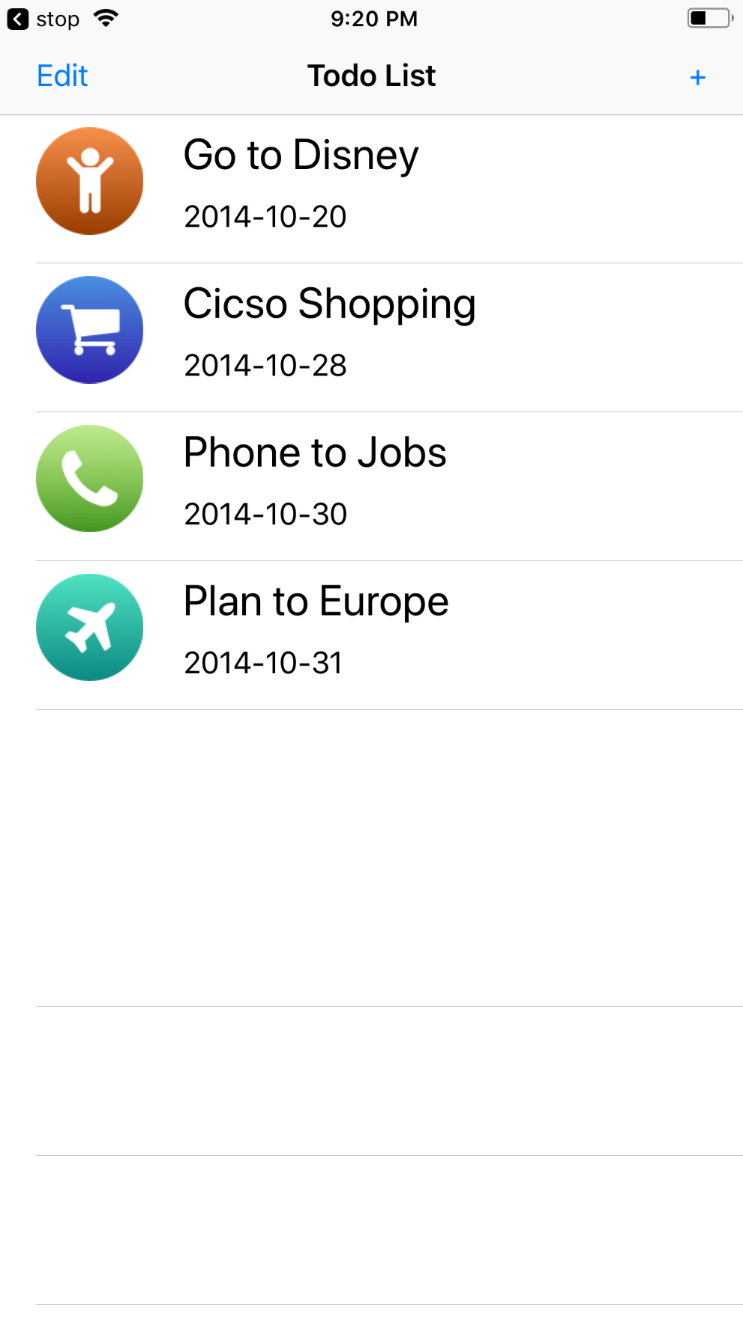 stop
9:20 PM
Edit
Todo List
+
Go to Disney
2014-10-20
Cicso Shopping
2014-10-28
Phone to Jobs
2014-10-30
Plan to Europe
2014-10-31